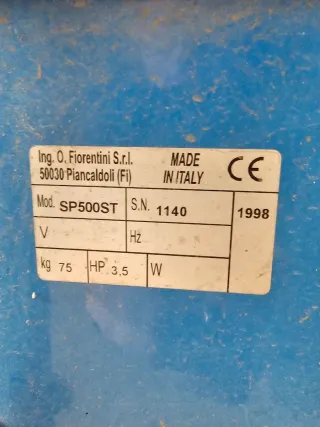 Ing. O. Fiorentini S.r.l. MADE CE
50030 Piancaldoli (FI) IN ITALY
Mod. SP500ST S.N. 1140 1998
V Hz
kg 75 HP 3,5 W